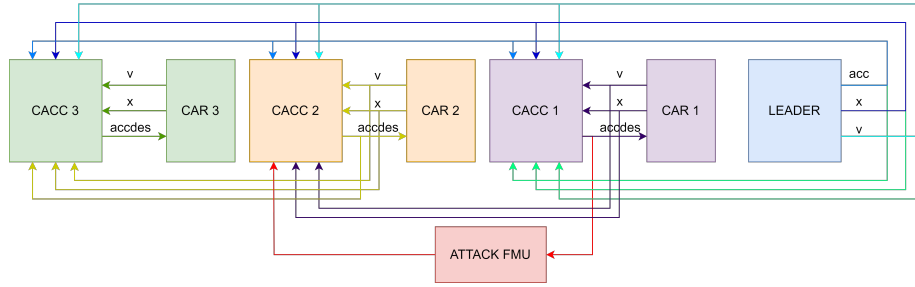 v
v
v
acc
x
x
x
x
CACC 3
CAR 3
CACC 2
CAR 2
CACC 1
CAR 1
LEADER
accdes
accdes
accdes
v
ATTACK FMU